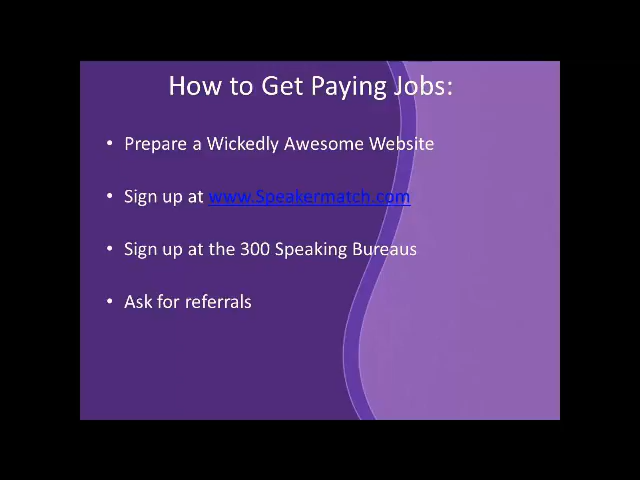 How to Get Paying Jobs:
• Prepare a Wickedly Awesome Website
• Sign up at www.Speakermatch.com
• Sign up at the 300 Speaking Bureaus
• Ask for referrals